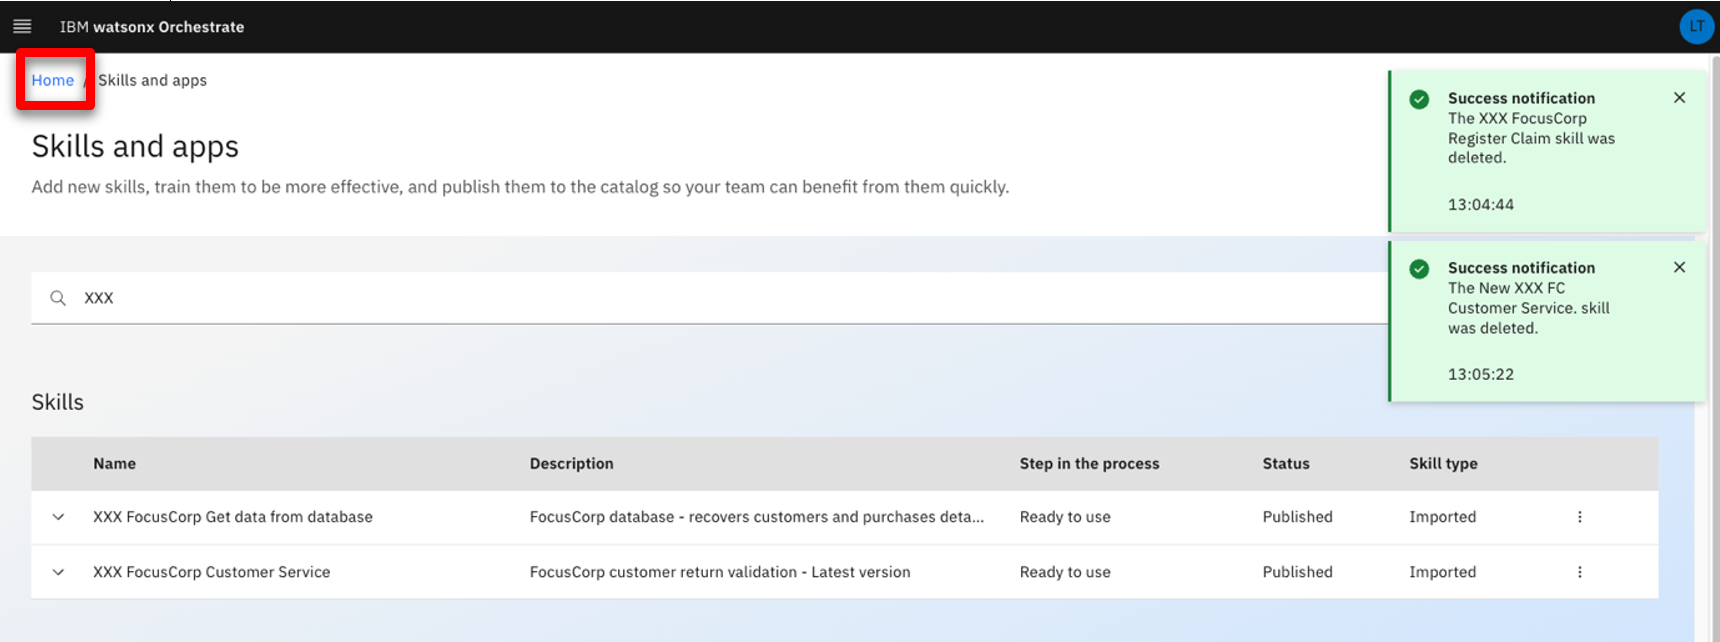 IBM watsonx Orchestrate
LT
Home / Skills and apps
Skills and apps
Add new skills, train them to be more effective, and publish them to the catalog so your team can benefit from them quickly.
Success notification
The XXX FocusCorp
Register Claim skill was
deleted.
13:04:44
Success notification
The New XXX FC
Customer Service. skill
was deleted.
13:05:22
XXX
Skills
Name Description Step in the process Status Skill type
XXX FocusCorp Get data from database FocusCorp database - recovers customers and purchases deta... Ready to use Published Imported
XXX FocusCorp Customer Service FocusCorp customer return validation - Latest version Ready to use Published Imported